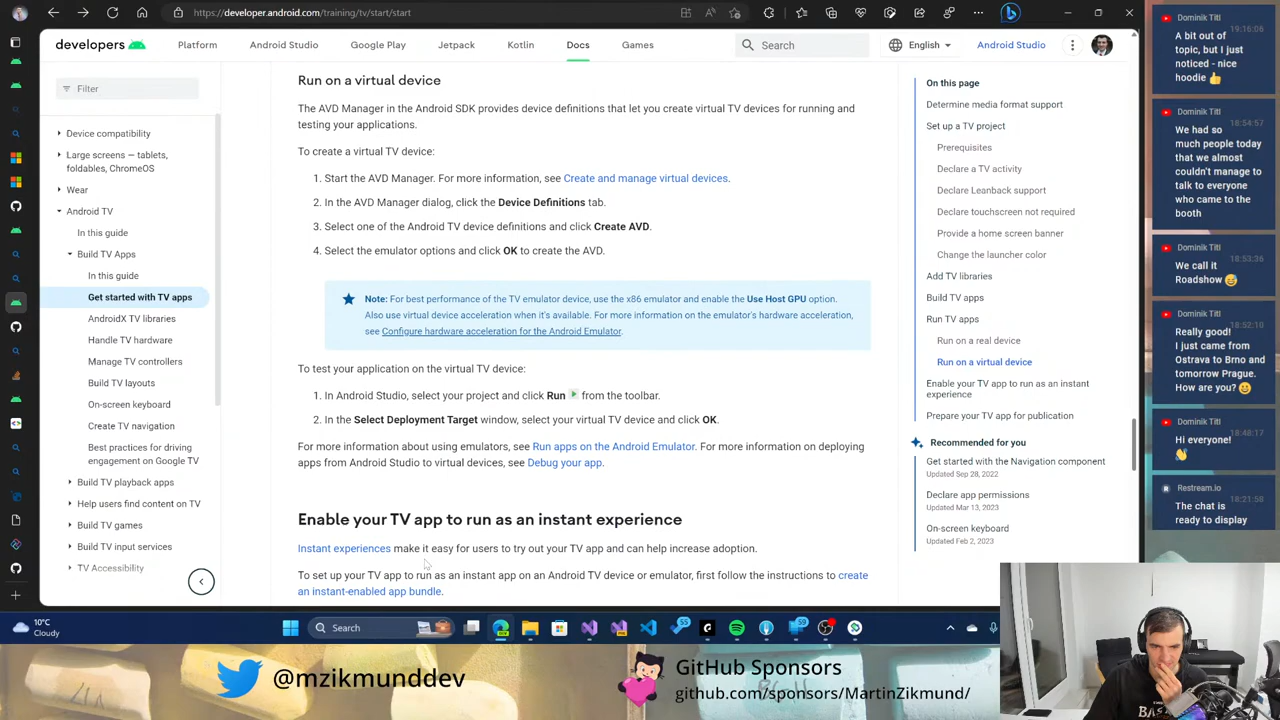 https://developer.android.com/training/tv/start/start
developers
Platform
Android Studio
Google Play
Jetpack
Kotlin
Docs
Games
Search
English
Android Studio
Filter
Device compatibility
Large screens — tablets,
foldables, ChromeOS
Wear
Android TV
In this guide
Build TV Apps
In this guide
Get started with TV apps
AndroidX TV libraries
Handle TV hardware
Manage TV controllers
Build TV layouts
On-screen keyboard
Create TV navigation
Best practices for driving
engagement on Google TV
Build TV playback apps
Help users find content on TV
Build TV games
Build TV input services
TV Accessibility
Run on a virtual device
The AVD Manager in the Android SDK provides device definitions that let you create virtual TV devices for running and
testing your applications.
To create a virtual TV device:
1. Start the AVD Manager. For more information, see Create and manage virtual devices.
2. In the AVD Manager dialog, click the Device Definitions tab.
3. Select one of the Android TV device definitions and click Create AVD.
4. Select the emulator options and click OK to create the AVD.
Note: For best performance of the TV emulator device, use the x86 emulator and enable the Use Host GPU option.
Also use virtual device acceleration when it's available. For more information on the emulator's hardware acceleration,
see Configure hardware acceleration for the Android Emulator.
To test your application on the virtual TV device:
1. In Android Studio, select your project and click Run from the toolbar.
2. In the Select Deployment Target window, select your virtual TV device and click OK.
For more information about using emulators, see Run apps on the Android Emulator. For more information on deploying
apps from Android Studio to virtual devices, see Debug your app.
Enable your TV app to run as an instant experience
Instant experiences make it easy for users to try out your TV app and can help increase adoption.
To set up your TV app to run as an instant app on an Android TV device or emulator, first follow the instructions to create
an instant-enabled app bundle.
On this page
Determine media format support
Set up a TV project
Prerequisites
Declare a TV activity
Declare Leanback support
Declare touchscreen not required
Provide a home screen banner
Change the launcher color
Add TV libraries
Build TV apps
Run TV apps
Run on a real device
Run on a virtual device
Enable your TV app to run as an instant
experience
Prepare your TV app for publication
Recommended for you
Get started with the Navigation component
Updated Sep 28, 2022
Declare app permissions
Updated Mar 13, 2023
On-screen keyboard
Updated Feb 2, 2023
Dominik Titl
19:16:06
A bit out of
topic, but I just
noticed - nice
hoodie 👍
Dominik Titl
18:54:57
We had so
much people today
that we almost
couldn't manage to
talk to everyone
who came to the
booth
Dominik Titl
18:53:36
We call it
Roadshow 😅
Dominik Titl
18:52:10
Really good!
I just came from
Ostrava to Brno and
tomorrow Prague.
How are you? 😀
Dominik Titl
18:48:17
Hi everyone!
👋
Restream.io
18:21:58
The chat is
ready to display
10°C
Cloudy
Search
55
59
@mzikmunddev
GitHub Sponsors
github.com/sponsors/MartinZikmund/